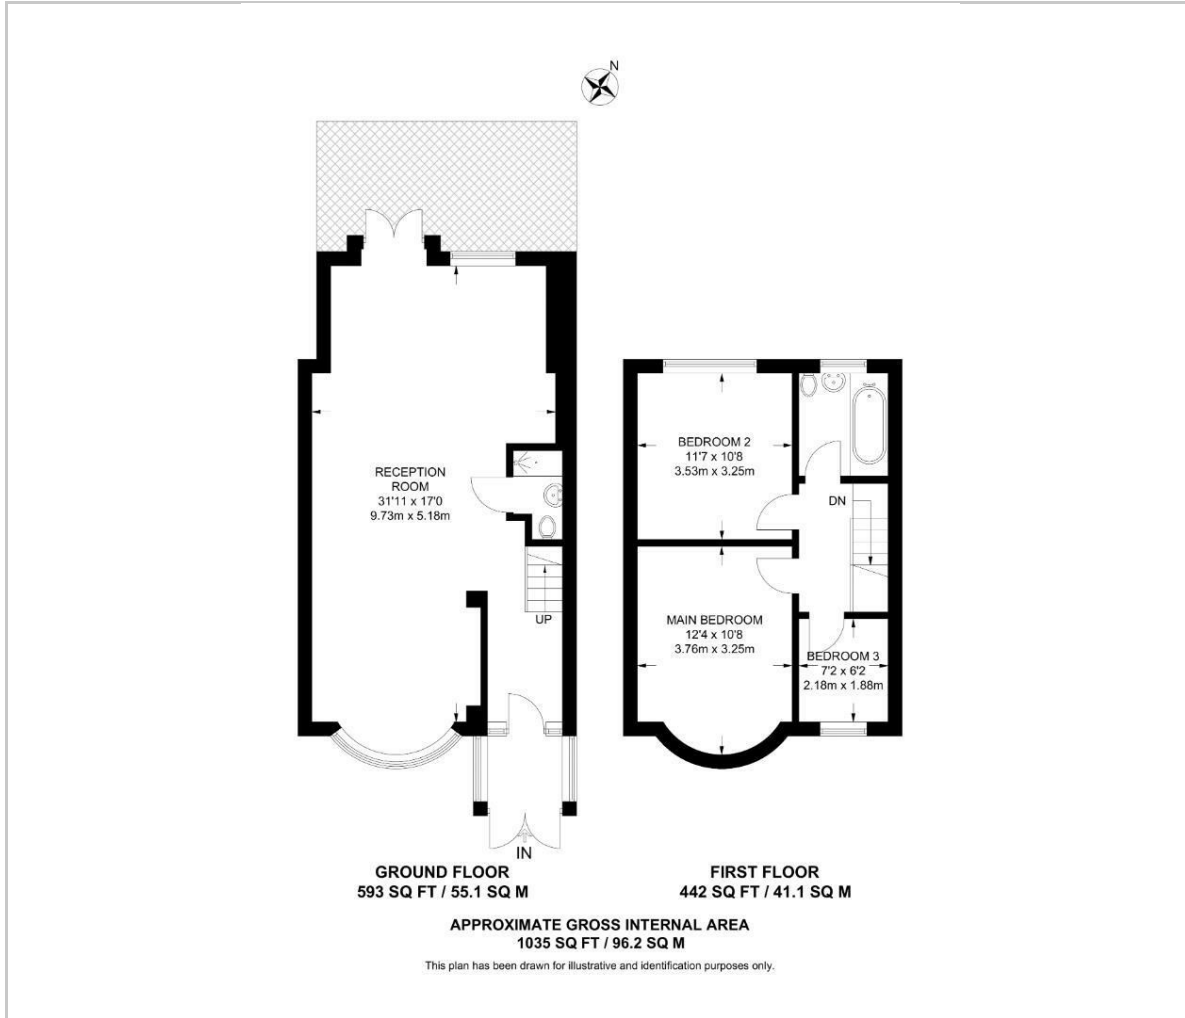 N
RECEPTION
ROOM
31'11 x 17'0
9.73m x 5.18m
UP
IN
BEDROOM 2
11'7 x 10'8
3.53m x 3.25m
DN
MAIN BEDROOM
12'4 x 10'8
3.76m x 3.25m
BEDROOM 3
7'2 x 6'2
2.18m x 1.88m
GROUND FLOOR
593 SQ FT / 55.1 SQ M
FIRST FLOOR
442 SQ FT / 41.1 SQ M
APPROXIMATE GROSS INTERNAL AREA
1035 SQ FT / 96.2 SQ M
This plan has been drawn for illustrative and identification purposes only.